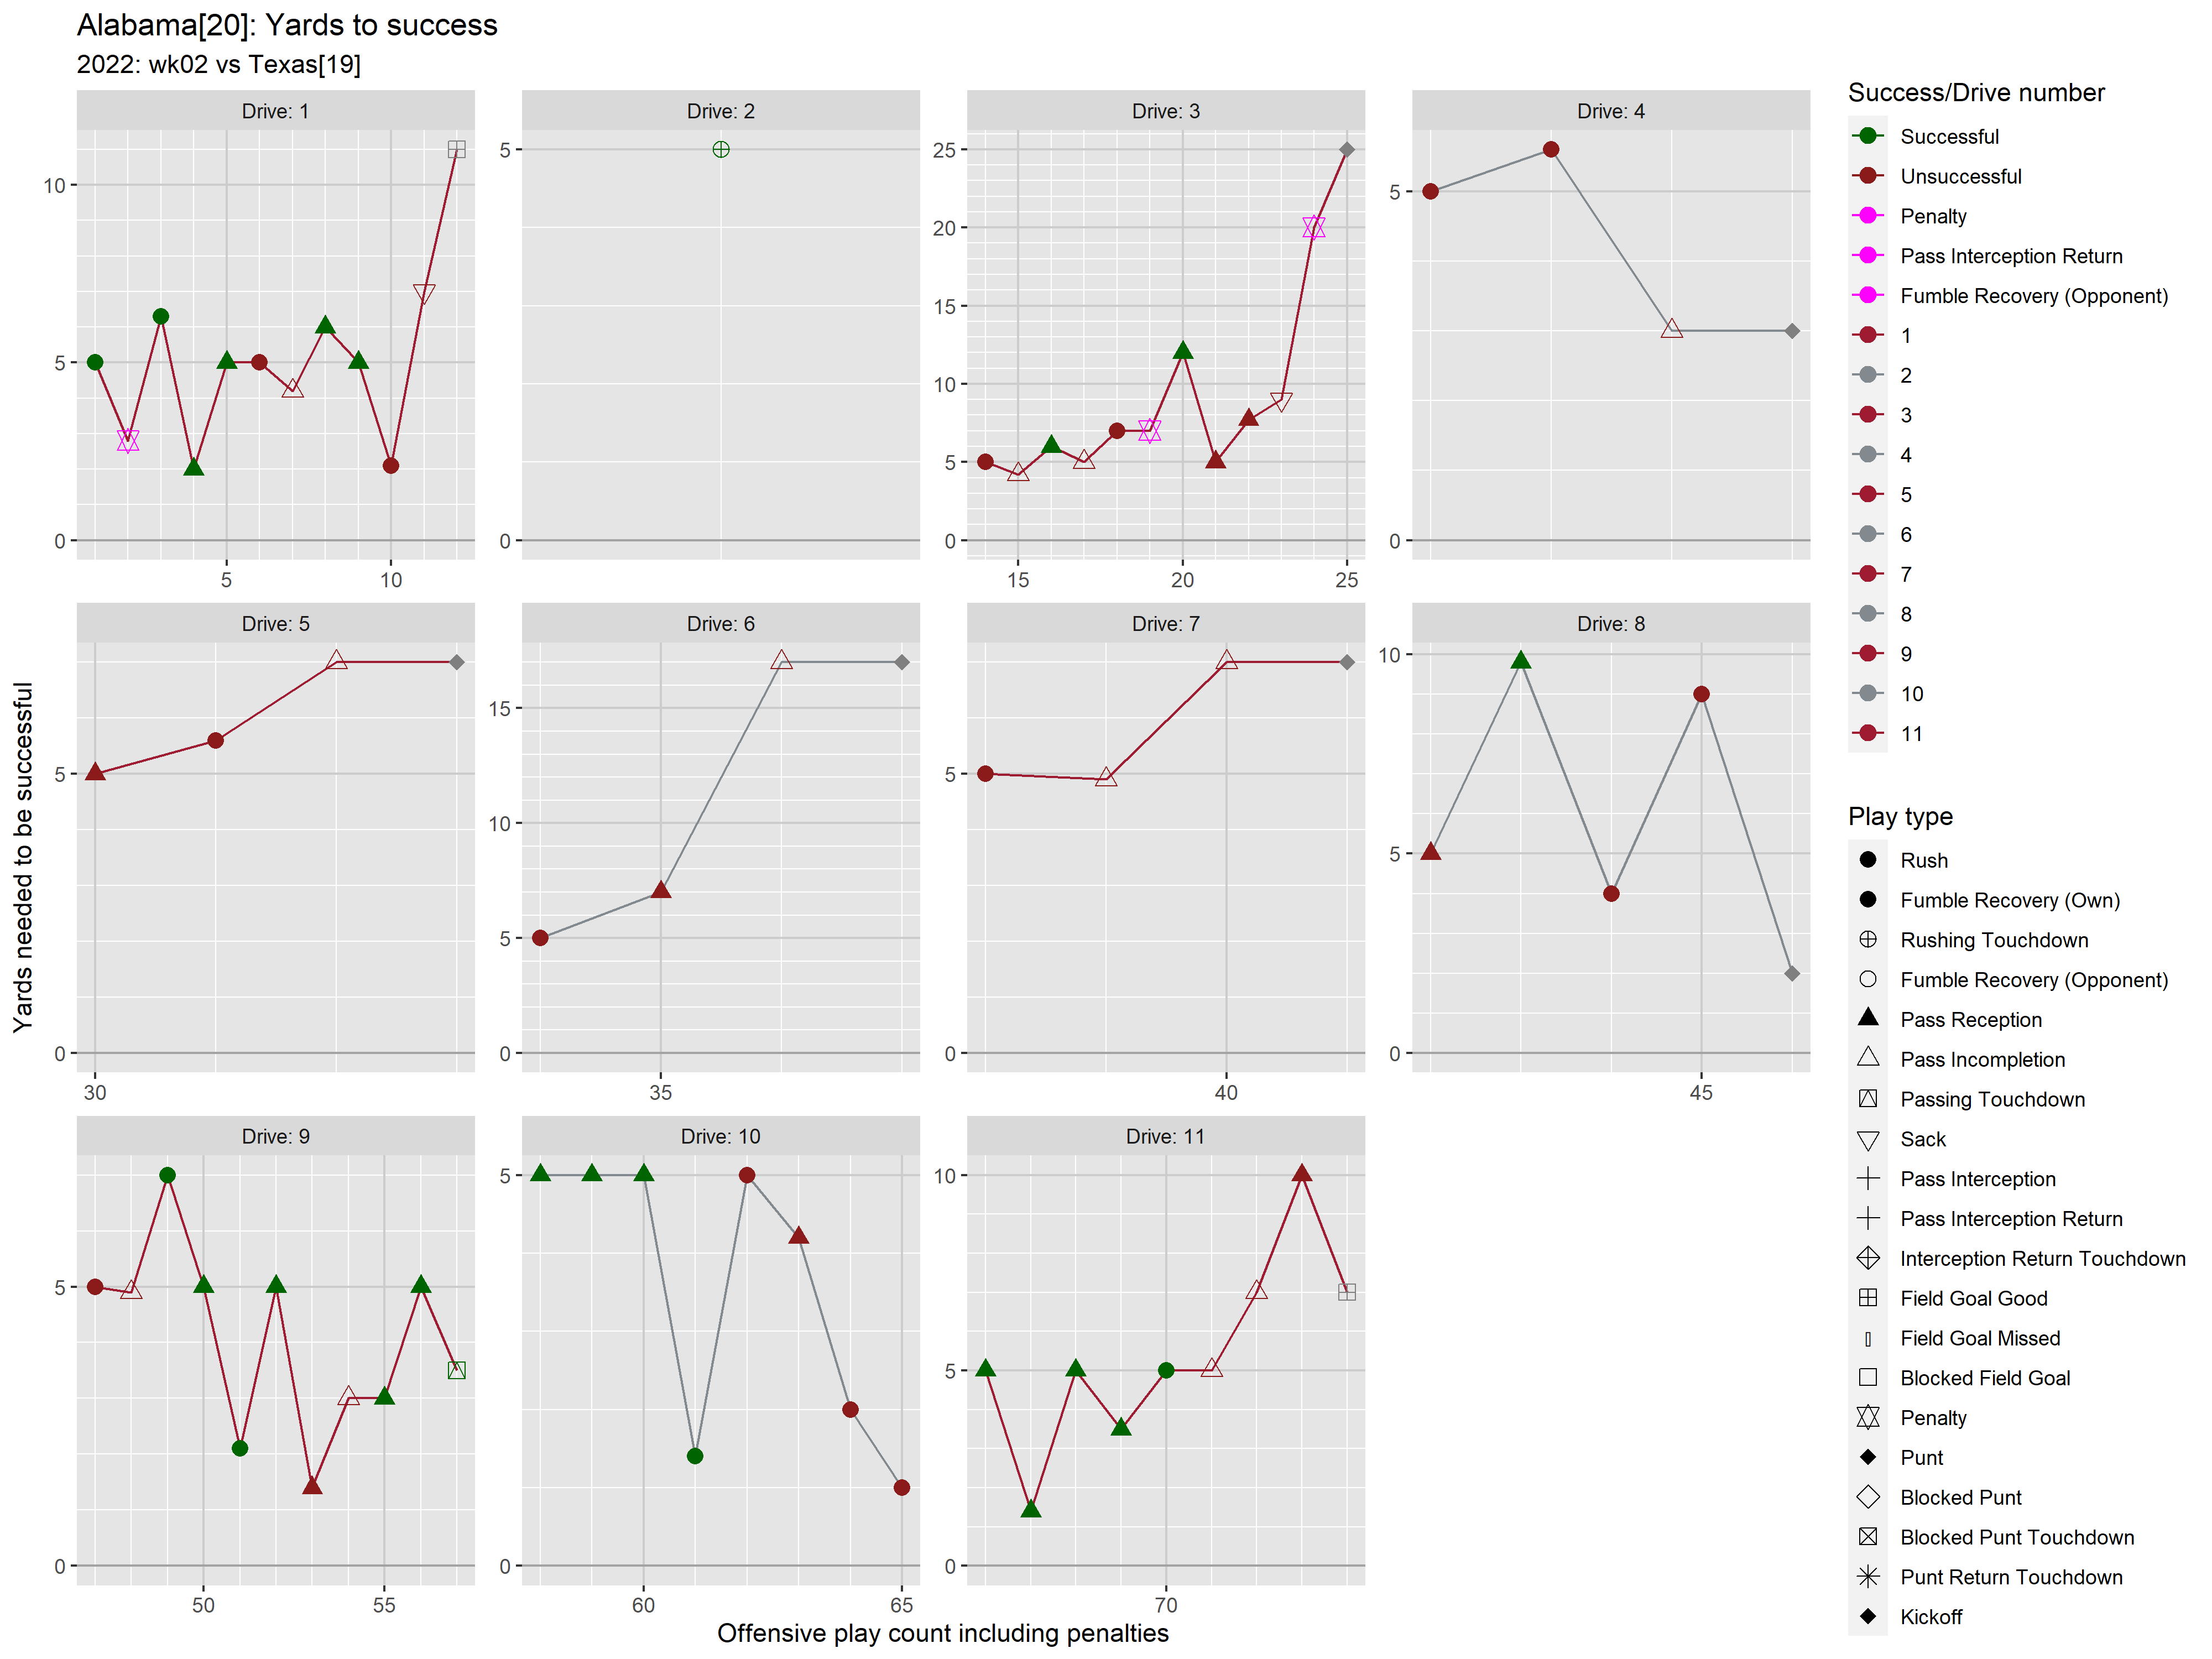 Alabama[20]: Yards to success
2022: wk02 vs Texas[19]
Drive: 1
Drive: 2
Drive: 3
Drive: 4
10
5
0
5
10
5
0
25
20
15
10
5
0
15
20
25
5
0
Drive: 5
Drive: 6
Drive: 7
Drive: 8
5
0
30
15
10
5
0
35
5
0
40
10
5
0
45
Drive: 9
Drive: 10
Drive: 11
5
0
50
55
5
0
60
65
10
5
0
70
Yards needed to be successful
Offensive play count including penalties
Success/Drive number
Successful
Unsuccessful
Penalty
Pass Interception Return
Fumble Recovery (Opponent)
1
2
3
4
5
6
7
8
9
10
11
Play type
Rush
Fumble Recovery (Own)
Rushing Touchdown
Fumble Recovery (Opponent)
Pass Reception
Pass Incompletion
Passing Touchdown
Sack
Pass Interception
Pass Interception Return
Interception Return Touchdown
Field Goal Good
Field Goal Missed
Blocked Field Goal
Penalty
Punt
Blocked Punt
Blocked Punt Touchdown
Punt Return Touchdown
Kickoff